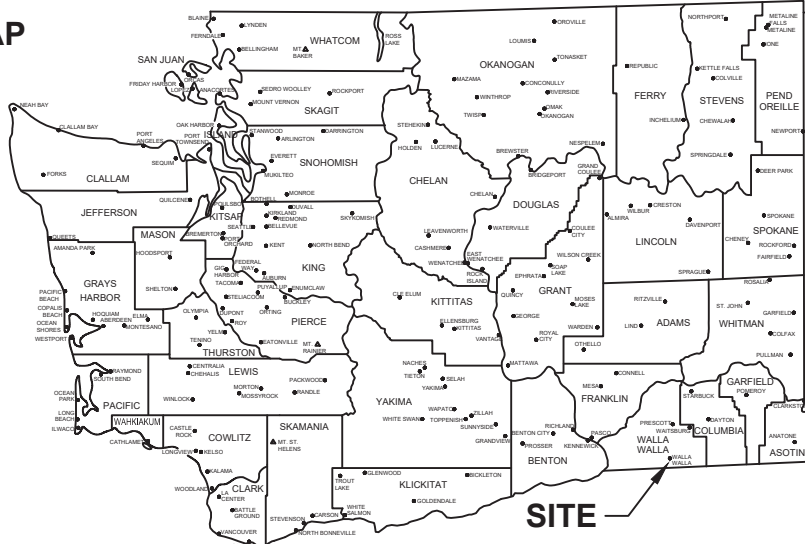 AP
BLAINE
LYNDEN
FERNDALE
BELLINGHAM
MT.
BAKER
WHATCOM
ROSS
LAKE
OROVILLE
LOUMIS
TONASKET
OKANOGAN
MAZAMA
CONCONULLY
RIVERSIDE
WINTHROP
OMAK
OKANOGAN
TWISP
NESPELEM
NORTHPORT
METALINE
FALLS
METALINE
IONE
REPUBLIC
KETTLE FALLS
COLVILLE
FERRY
STEVENS
PEND
OREILLE
INCHELIUM
CHEWALAH
NEWPORT
SPRINGDALE
DEER PARK
SAN JUAN
ORCAS
FRIDAY HARBOR
LOPEZ
ANACORTES
SEDRO WOOLLEY
ROCKPORT
MOUNT VERNON
SKAGIT
NEAH BAY
CLALLAM BAY
PORT
ANGELES
OAK HARBOR
ISLAND
PORT
TOWNSEND
STANWOOD
ARLINGTON
DARRINGTON
SEQUIM
EVERETT
SNOHOMISH
MUKILTEO
FORKS
CLALLAM
MONROE
STEHEKIN
HOLDEN
LUCERNE
CHELAN
CHELAN
BREWSTER
BRIDGEPORT
GRAND
COULEE
DOUGLAS
WATERVILLE
JEFFERSON
QUILCENE
POULSBO
KITSAP
BOTHELL
DUVALL
KIRKLAND
REDMOND
SEATTLE
BELLEVUE
SKYKOMISH
MASON
BREMERTON
PORT
ORCHARD
QUEETS
AMANDA PARK
HOODSPORT
KENT
NORTH BEND
KING
LEAVENWORTH
CASHMERE
WENATCHEE
EAST
WENATCHEE
ROCK
ISLAND
COULEE
CITY
ALMIRA
WILBUR
CRESTON
DAVENPORT
LINCOLN
SPOKANE
SPOKANE
CHENEY
ROCKFORD
FAIRFIELD
SPRAGUE
WILSON CREEK
EPHRATA
SOAP
LAKE
GRANT
QUINCY
MOSES
LAKE
GEORGE
WARDEN
ROYAL
CITY
OTHELLO
GIG
HARBOR
FEDERAL
WAY
AUBURN
TACOMA
PUYALLUP
ENUMCLAW
BUCKLEY
STELIACOOM
ORTING
DUPONT
ROY
PIERCE
YELM
EATONVILLE
MT.
RAINIER
GRAYS
HARBOR
PACIFIC
BEACH
COPALIS
BEACH
OCEAN
SHORES
WESTPORT
HOQUIAM
ABERDEEN
ELMA
MONTESANO
SHELTON
OLYMPIA
TENINO
THURSTON
CLE ELUM
KITTITAS
ELLENSBURG
KITTITAS
VANTAGE
MATTAWA
RITZVILLE
LIND
ADAMS
ROSALIA
ST. JOHN
GARFIELD
WHITMAN
COLFAX
PULLMAN
RAYMOND
SOUTH BEND
OCEAN
PARK
LONG
BEACH
ILWACO
PACIFIC
CENTRALIA
CHEHALIS
LEWIS
MORTON
MOSSYROCK
WINLOCK
PACKWOOD
RANDLE
WAHKIAKUM
CATHLAMET
CASTLE
ROCK
COWLITZ
LONGVIEW
KELSO
KALAMA
SKAMANIA
MT. ST.
HELENS
NACHES
TIETON
SELAH
YAKIMA
YAKIMA
WAPATO
WHITE SWAN
TOPPENISH
ZILLAH
SUNNYSIDE
GRANDVIEW
CONNELL
MESA
FRANKLIN
BENTON CITY
RICHLAND
PASCO
KENNEWICK
PROSSER
BENTON
STARBUCK
GARFIELD
POMEROY
CLARKSTO
PRESCOTT
WAITSBURG
DAYTON
COLUMBIA
WALLA
WALLA
WALLA
WALLA
ANATONE
ASOTIN
WOODLAND
LA
CENTER
CLARK
BATTLE
GROUND
VANCOUVER
STEVENSON
CARSON
NORTH BONNEVILLE
WHITE
SALMON
TROUT
LAKE
GLENWOOD
KLICKITAT
BICKLETON
GOLDENDALE
SITE